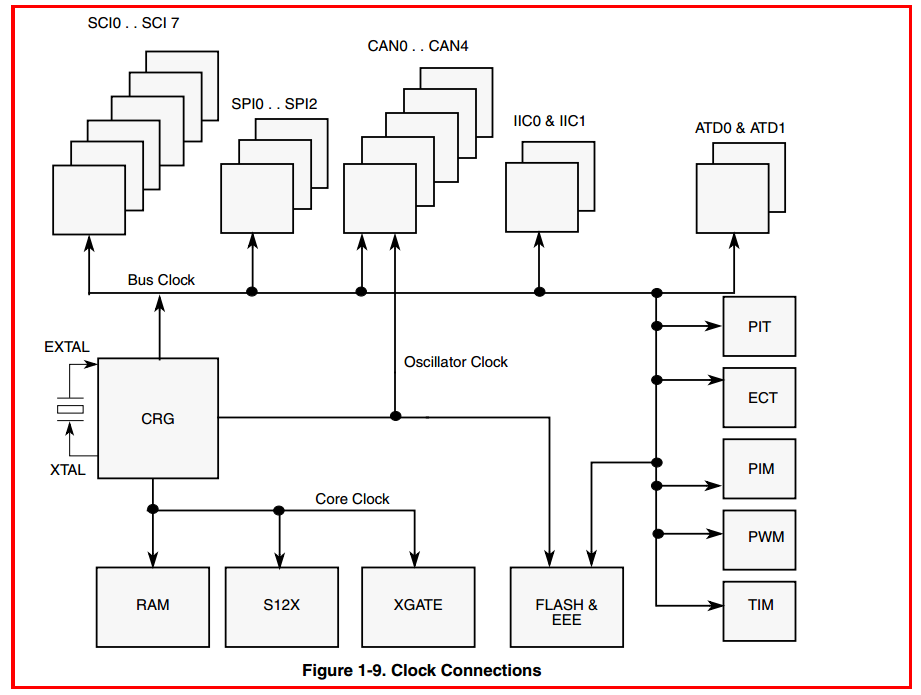 SCI0 . . SCI 7
CAN0 . . CAN4
SPI0 . . SPI2
IIC0 & IIC1
ATD0 & ATD1
Bus Clock
PIT
EXTAL
Oscillator Clock
ECT
CRG
XTAL
PIM
Core Clock
PWM
RAM
S12X
XGATE
FLASH &
EEE
TIM
Figure 1-9. Clock Connections